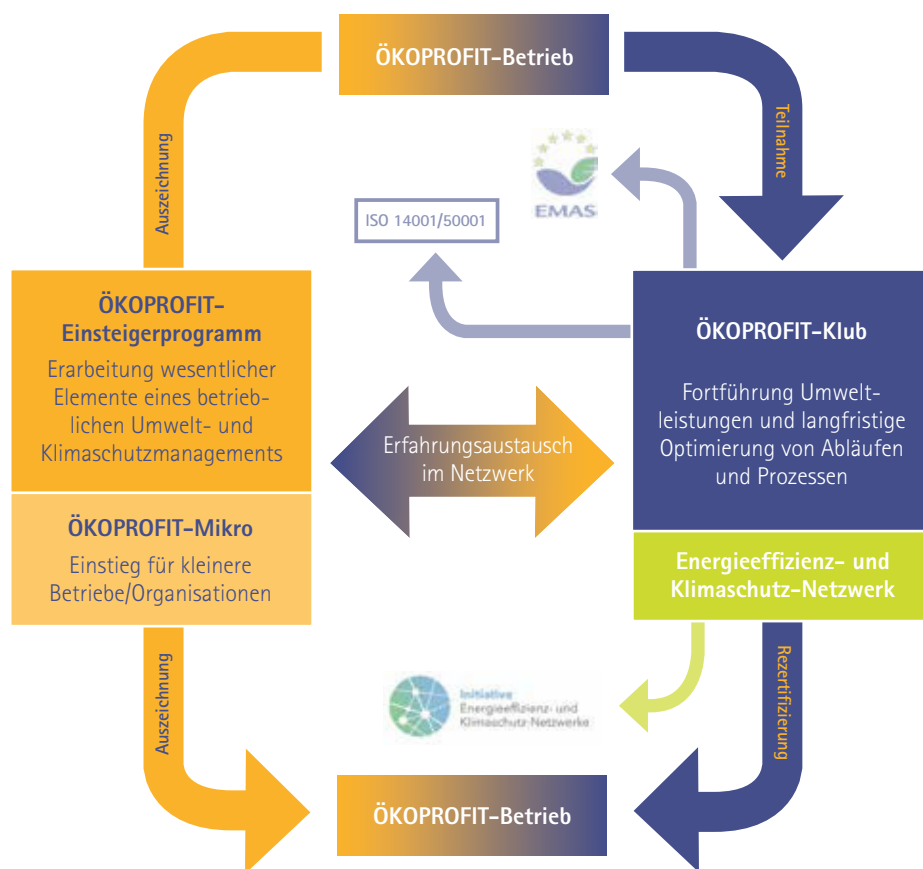 ÖKOPROFIT-Betrieb
Auszeichnung
Teilnahme
EMAS
ISO 14001/50001
ÖKOPROFIT-
Einsteigerprogramm
Erarbeitung wesentlicher
Elemente eines betrieb-
lichen Umwelt- und
Klimaschutzmanagements
ÖKOPROFIT-Mikro
Einstieg für kleinere
Betriebe/Organisationen
Erfahrungsaustausch
im Netzwerk
ÖKOPROFIT-Klub
Fortführung Umwelt-
leistungen und langfristige
Optimierung von Abläufen
und Prozessen
Energieeffizienz- und
Klimaschutz-Netzwerk
Auszeichnung
Initiative
Energieeffizienz- und
Klimaschutz-Netzwerke
Rezertifizierung
ÖKOPROFIT-Betrieb